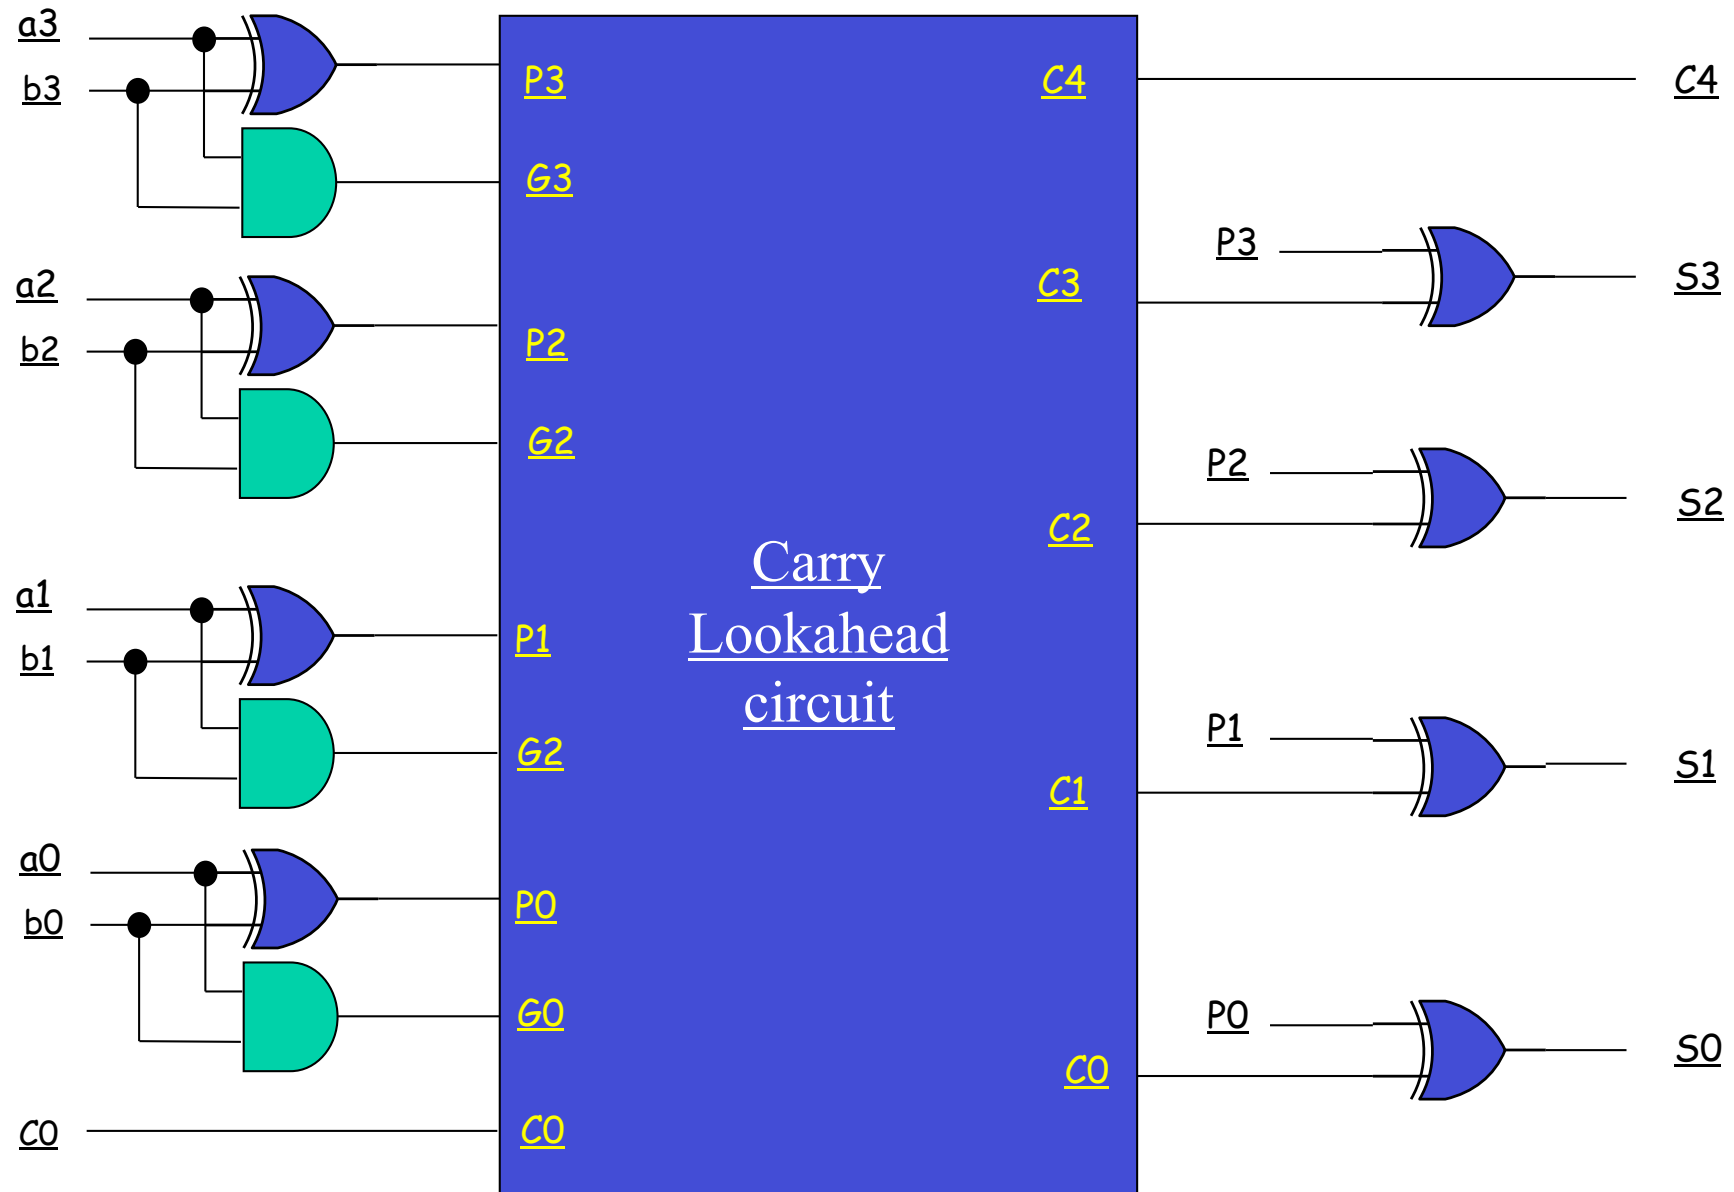 a3
b3
P3
G3
a2
b2
P2
G2
a1
b1
P1
G2
a0
b0
P0
G0
C0
C0
Carry
Lookahead
circuit
C4
C4
C3
P3
S3
C2
P2
S2
C1
P1
S1
C0
P0
S0